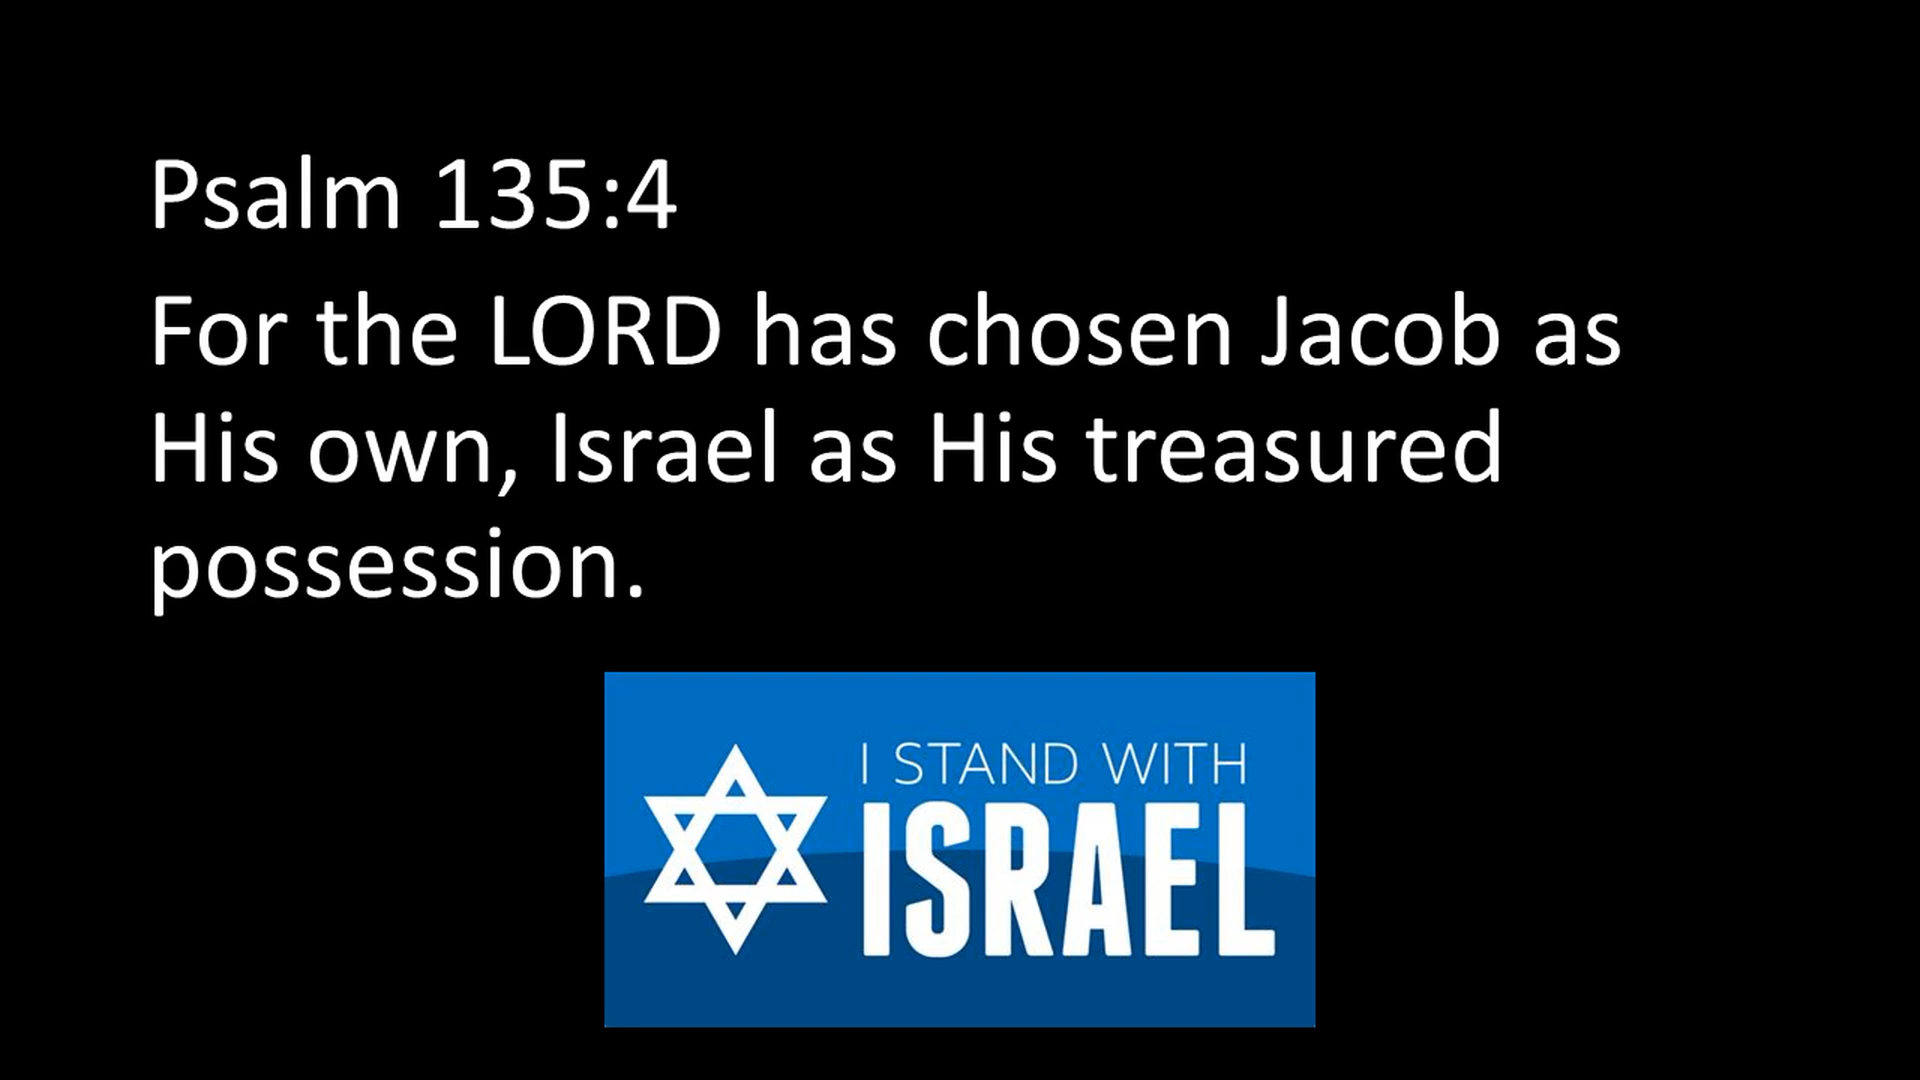 Psalm 135:4
For the LORD has chosen Jacob as
His own, Israel as His treasured
possession.
I STAND WITH
ISRAEL